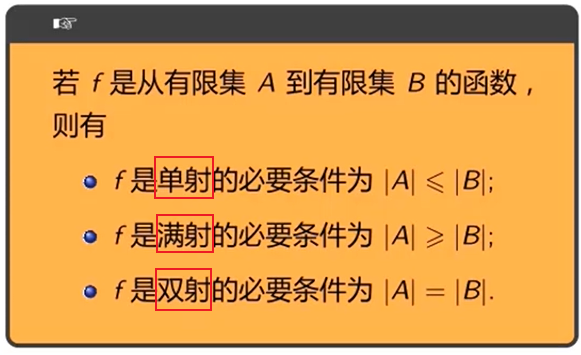 若 f 是从有限集 A 到有限集 B 的函数，
则有
f 是单射的必要条件为 |A| ⩽ |B|;
f 是满射的必要条件为 |A| ⩾ |B|;
f 是双射的必要条件为 |A| = |B|.